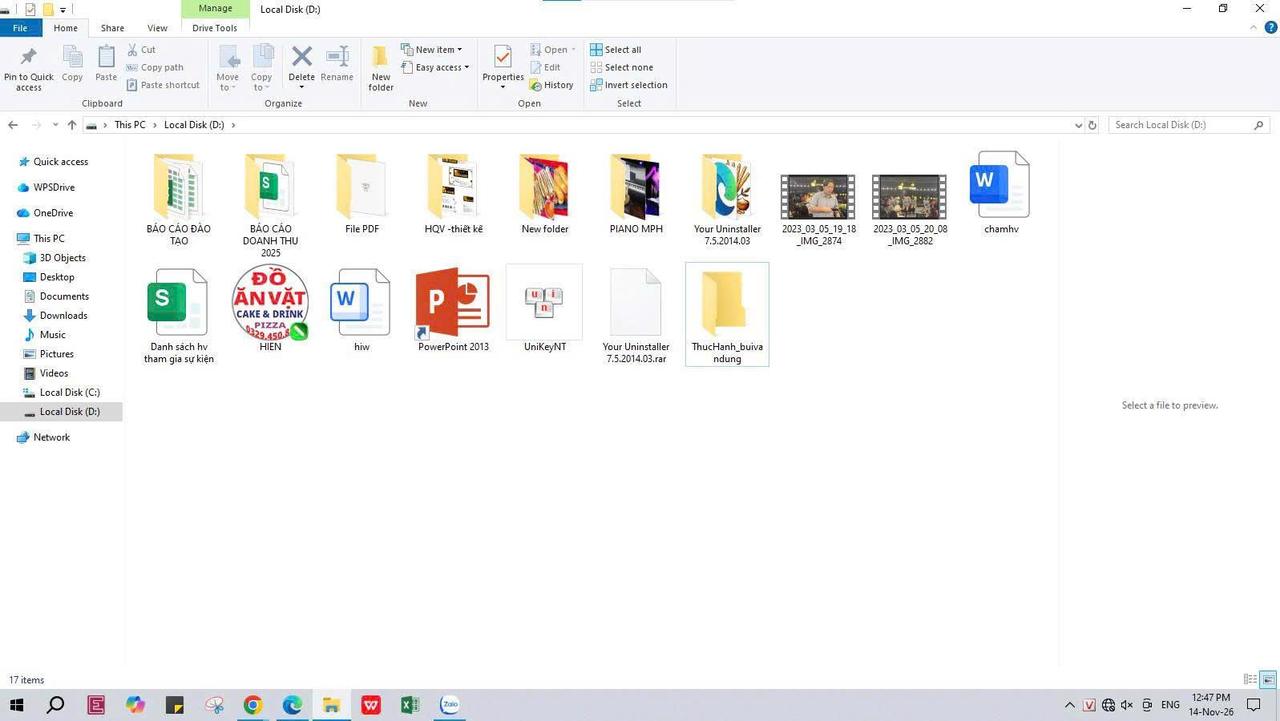 Manage
Local Disk (D:)
File
Home
Share
View
Drive Tools
Pin to Quick
access
Copy
Paste
Cut
Copy path
Paste shortcut
Clipboard
Move
to
Copy
to
Delete
Rename
Organize
New
folder
New item
Easy access
New
Properties
Open
Edit
History
Open
Select all
Select none
Invert selection
Select
This PC
Local Disk (D:)
Search Local Disk (D:)
Quick access
WPSDrive
OneDrive
This PC
3D Objects
Desktop
Documents
Downloads
Music
Pictures
Videos
Local Disk (C:)
Local Disk (D:)
Network
BÁO CÁO ĐÀO
TẠO
BÁO CÁO
DOANH THU
2025
File PDF
HQV -thiết kế
New folder
PIANO MPH
Your Uninstaller
7.5.2014.03
2023_03_05_19_18
_IMG_2874
2023_03_05_20_08
_IMG_2882
W
chamhv
S
Danh sách hv
tham gia sự kiện
ĐỒ
ĂN VẶT
CAKE & DRINK
PIZZA
HIEN
W
hiw
P
PowerPoint 2013
u i
n
UniKeyNT
Your Uninstaller
7.5.2014.03.rar
ThucHanh_buiva
ndung
Select a file to preview.
17 items
Zalo
ENG
12:47 PM
14-Nov-26